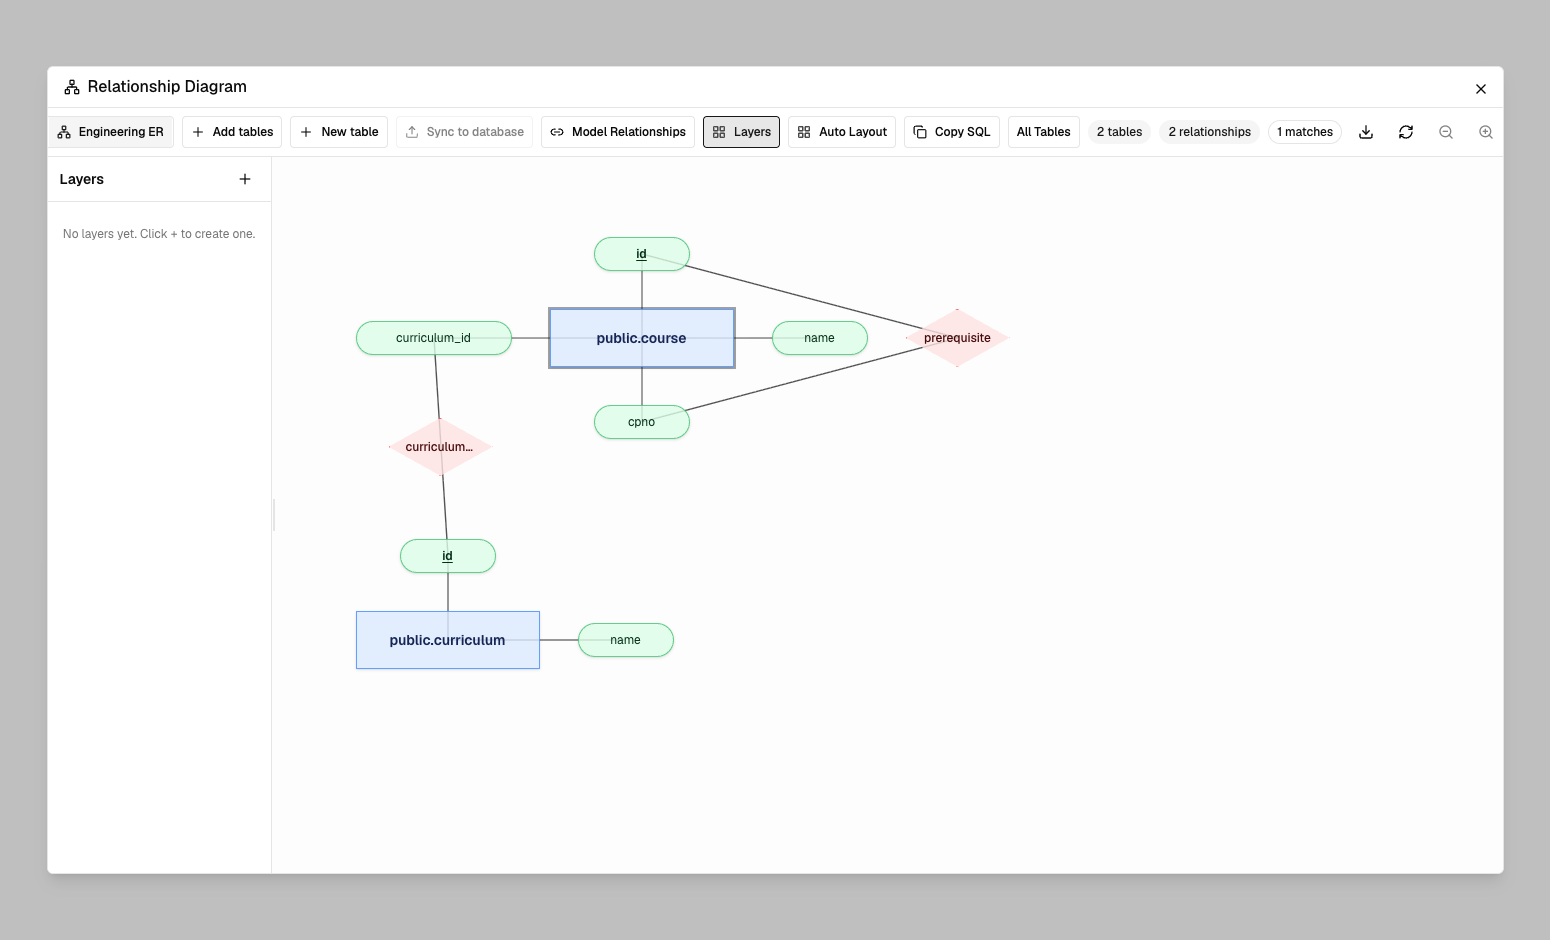 Relationship Diagram
Engineering ER
Add tables
New table
Sync to database
Model Relationships
Layers
Auto Layout
Copy SQL
All Tables
2 tables
2 relationships
1 matches
Layers
No layers yet. Click + to create one.
id
curriculum_id
public.course
name
prerequisite
cpno
curriculum...
id
public.curriculum
name